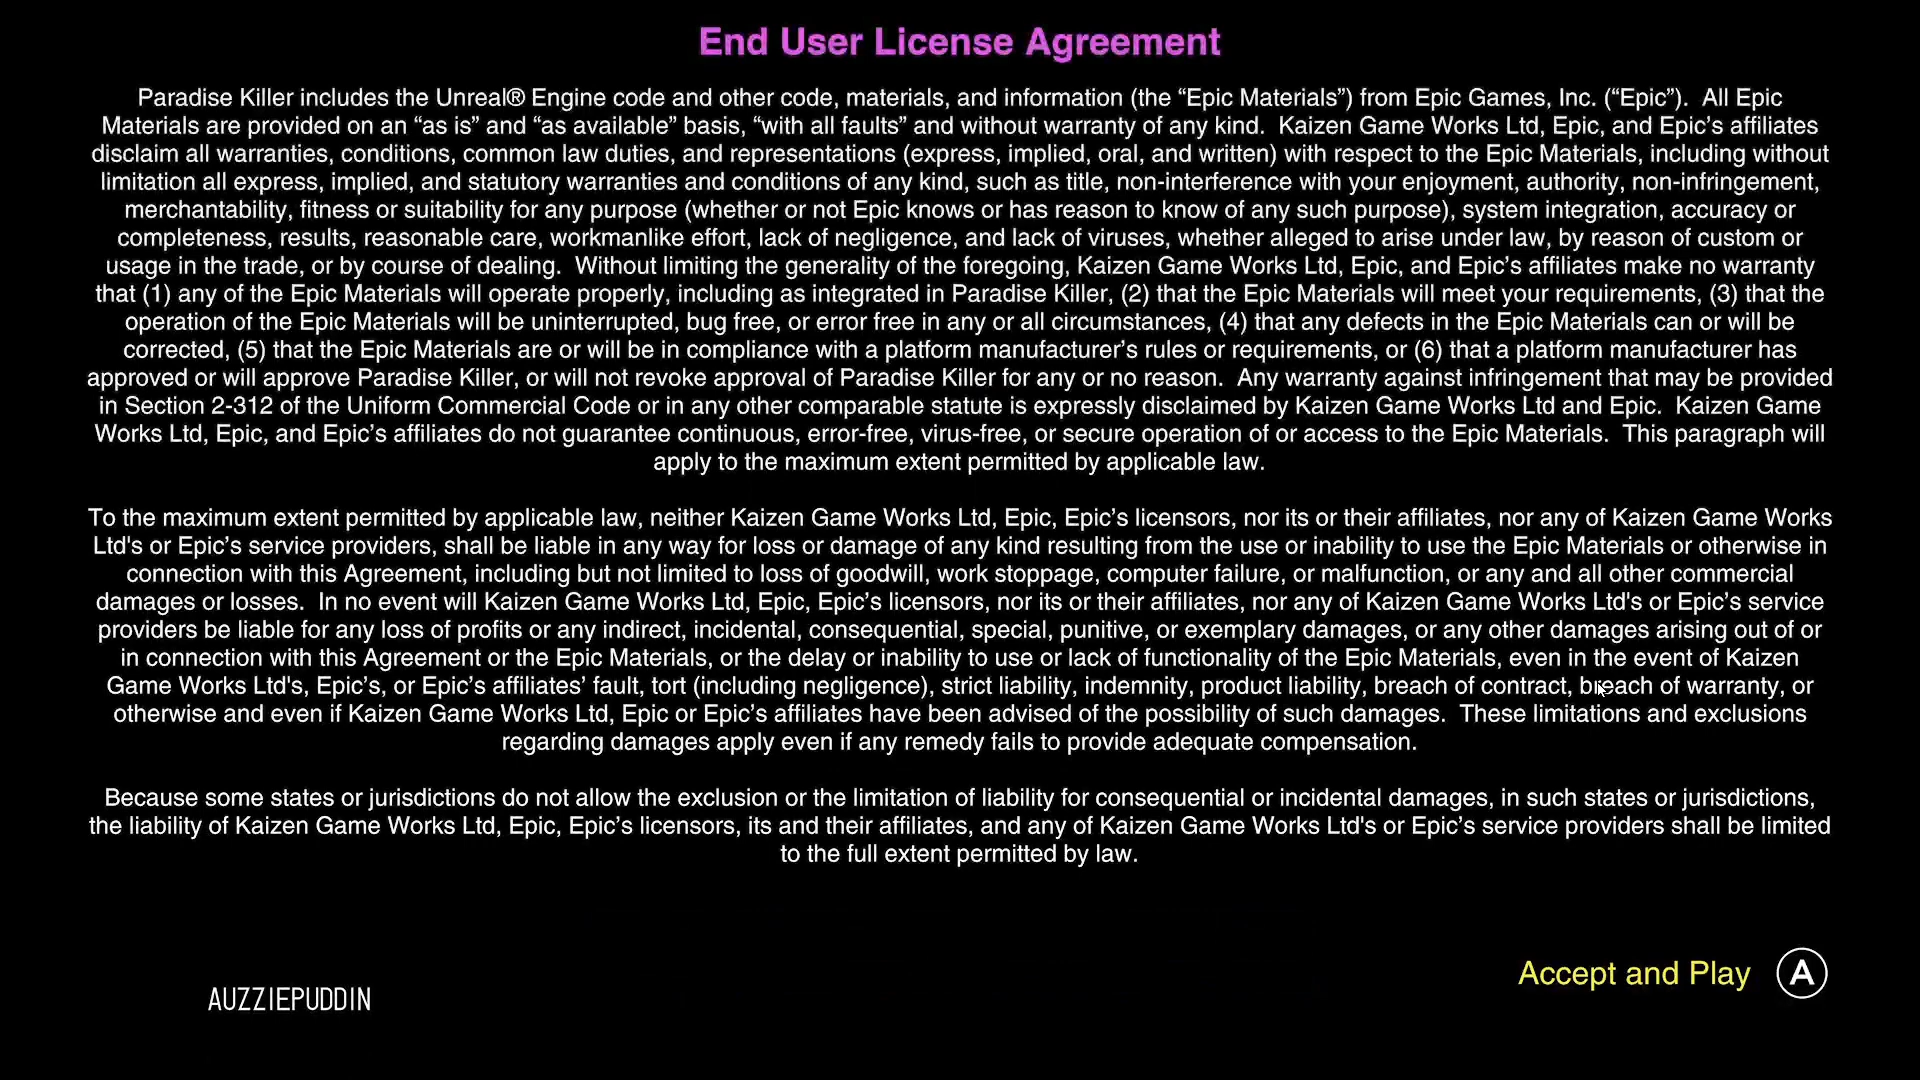 End User License Agreement
Paradise Killer includes the Unreal® Engine code and other code, materials, and information (the “Epic Materials”) from Epic Games, Inc. (“Epic”).  All Epic
Materials are provided on an “as is” and “as available” basis, “with all faults” and without warranty of any kind.  Kaizen Game Works Ltd, Epic, and Epic’s affiliates
disclaim all warranties, conditions, common law duties, and representations (express, implied, oral, and written) with respect to the Epic Materials, including without
limitation all express, implied, and statutory warranties and conditions of any kind, such as title, non-interference with your enjoyment, authority, non-infringement,
merchantability, fitness or suitability for any purpose (whether or not Epic knows or has reason to know of any such purpose), system integration, accuracy or
completeness, results, reasonable care, workmanlike effort, lack of negligence, and lack of viruses, whether alleged to arise under law, by reason of custom or
usage in the trade, or by course of dealing.  Without limiting the generality of the foregoing, Kaizen Game Works Ltd, Epic, and Epic’s affiliates make no warranty
that (1) any of the Epic Materials will operate properly, including as integrated in Paradise Killer, (2) that the Epic Materials will meet your requirements, (3) that the
operation of the Epic Materials will be uninterrupted, bug free, or error free in any or all circumstances, (4) that any defects in the Epic Materials can or will be
corrected, (5) that the Epic Materials are or will be in compliance with a platform manufacturer’s rules or requirements, or (6) that a platform manufacturer has
approved or will approve Paradise Killer, or will not revoke approval of Paradise Killer for any or no reason.  Any warranty against infringement that may be provided
in Section 2-312 of the Uniform Commercial Code or in any other comparable statute is expressly disclaimed by Kaizen Game Works Ltd and Epic.  Kaizen Game
Works Ltd, Epic, and Epic’s affiliates do not guarantee continuous, error-free, virus-free, or secure operation of or access to the Epic Materials.  This paragraph will
apply to the maximum extent permitted by applicable law.
To the maximum extent permitted by applicable law, neither Kaizen Game Works Ltd, Epic, Epic’s licensors, nor its or their affiliates, nor any of Kaizen Game Works
Ltd's or Epic’s service providers, shall be liable in any way for loss or damage of any kind resulting from the use or inability to use the Epic Materials or otherwise in
connection with this Agreement, including but not limited to loss of goodwill, work stoppage, computer failure, or malfunction, or any and all other commercial
damages or losses.  In no event will Kaizen Game Works Ltd, Epic, Epic’s licensors, nor its or their affiliates, nor any of Kaizen Game Works Ltd's or Epic’s service
providers be liable for any loss of profits or any indirect, incidental, consequential, special, punitive, or exemplary damages, or any other damages arising out of or
in connection with this Agreement or the Epic Materials, or the delay or inability to use or lack of functionality of the Epic Materials, even in the event of Kaizen
Game Works Ltd's, Epic’s, or Epic’s affiliates’ fault, tort (including negligence), strict liability, indemnity, product liability, breach of contract, breach of warranty, or
otherwise and even if Kaizen Game Works Ltd, Epic or Epic’s affiliates have been advised of the possibility of such damages.  These limitations and exclusions
regarding damages apply even if any remedy fails to provide adequate compensation.
Because some states or jurisdictions do not allow the exclusion or the limitation of liability for consequential or incidental damages, in such states or jurisdictions,
the liability of Kaizen Game Works Ltd, Epic, Epic’s licensors, its and their affiliates, and any of Kaizen Game Works Ltd's or Epic’s service providers shall be limited
to the full extent permitted by law.
Accept and Play A
AUZZIEPUDDIN